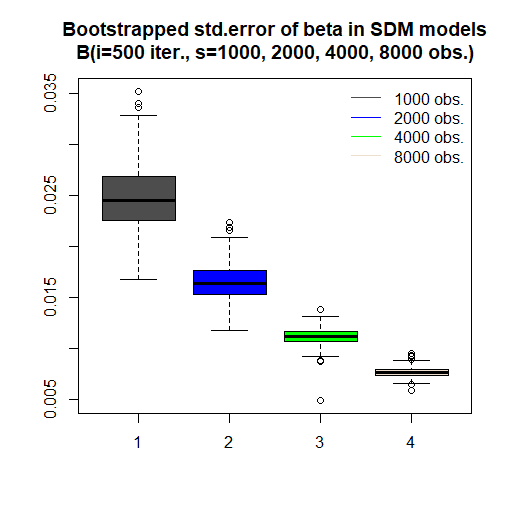 Bootstrapped std.error of beta in SDM models
B(i=500 iter., s=1000, 2000, 4000, 8000 obs.)
0.035
0.025
0.015
0.005
1000 obs.
2000 obs.
4000 obs.
8000 obs.
1 2 3 4